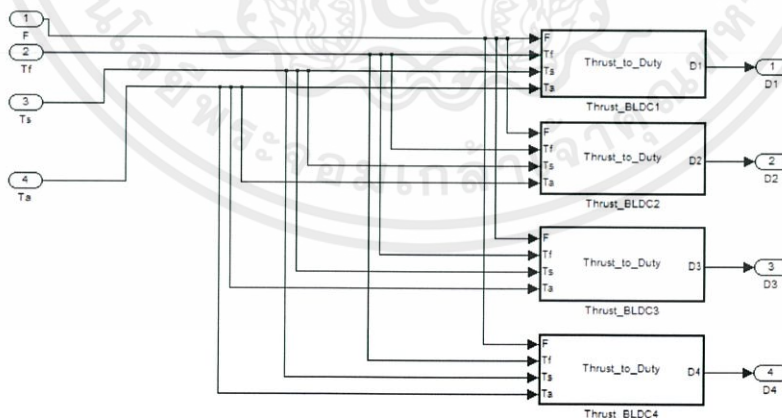 1
F
2
Tf
3
Ts
4
Ta
F
Tf
Ts
Ta
Thrust_to_Duty
D1
Thrust_BLDC1
1
D1
F
Tf
Ts
Ta
Thrust_to_Duty
D2
Thrust_BLDC2
2
D2
F
Tf
Ts
Ta
Thrust_to_Duty
D3
Thrust_BLDC3
3
D3
F
Tf
Ts
Ta
Thrust_to_Duty
D4
Thrust_BLDC4
4
D4